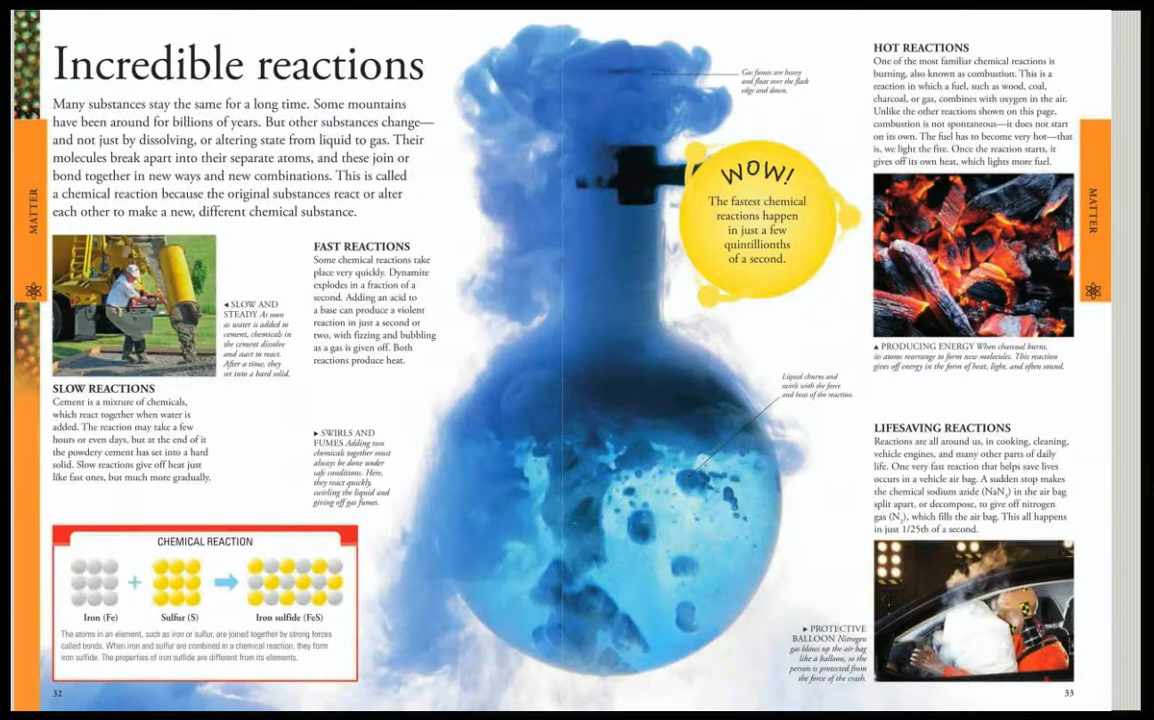 Incredible reactions
Many substances stay the same for a long time. Some mountains
have been around for billions of years. But other substances change—
and not just by dissolving, or altering state from liquid to gas. Their
molecules break apart into their separate atoms, and these join or
bond together in new ways and new combinations. This is called
a chemical reaction because the original substances react or alter
each other to make a new, different chemical substance.
MATTER
◂ SLOW AND
STEADY As soon
as water is added to
cement, chemicals in
the cement dissolve
and start to react.
After a time, they
set into a hard solid.
SLOW REACTIONS
Cement is a mixture of chemicals,
which react together when water is
added. The reaction may take a few
hours or even days, but at the end of it
the powdery cement has set into a hard
solid. Slow reactions give off heat just
like fast ones, but much more gradually.
FAST REACTIONS
Some chemical reactions take
place very quickly. Dynamite
explodes in a fraction of a
second. Adding an acid to
a base can produce a violent
reaction in just a second or
two, with fizzing and bubbling
as a gas is given off. Both
reactions produce heat.
▸ SWIRLS AND
FUMES Adding two
chemicals together must
always be done under
safe conditions. Here,
they react quickly,
swirling the liquid and
giving off gas fumes.
CHEMICAL REACTION
+
Iron (Fe) Sulfur (S) Iron sulfide (FeS)
The atoms in an element, such as iron or sulfur, are joined together by strong forces
called bonds. When iron and sulfur are combined in a chemical reaction, they form
iron sulfide. The properties of iron sulfide are different from its elements.
32
Gas fumes are heavy
and float over the flask
edge and down.
WOW!
The fastest chemical
reactions happen
in just a few
quintillionths
of a second.
Liquid churns and
swirls with the force
and heat of the reaction.
HOT REACTIONS
One of the most familiar chemical reactions is
burning, also known as combustion. This is a
reaction in which a fuel, such as wood, coal,
charcoal, or gas, combines with oxygen in the air.
Unlike the other reactions shown on this page,
combustion is not spontaneous—it does not start
on its own. The fuel has to become very hot—that
is, we light the fire. Once the reaction starts, it
gives off its own heat, which lights more fuel.
▴ PRODUCING ENERGY When charcoal burns,
its atoms rearrange to form new molecules. This reaction
gives off energy in the form of heat, light, and often sound.
LIFESAVING REACTIONS
Reactions are all around us, in cooking, cleaning,
vehicle engines, and many other parts of daily
life. One very fast reaction that helps save lives
occurs in a vehicle air bag. A sudden stop makes
the chemical sodium azide (NaN₃) in the air bag
split apart, or decompose, to give off nitrogen
gas (N₂), which fills the air bag. This all happens
in just 1/25th of a second.
▸ PROTECTIVE
BALLOON Nitrogen
gas blows up the air bag
like a balloon, so the
person is protected from
the force of the crash.
MATTER
33